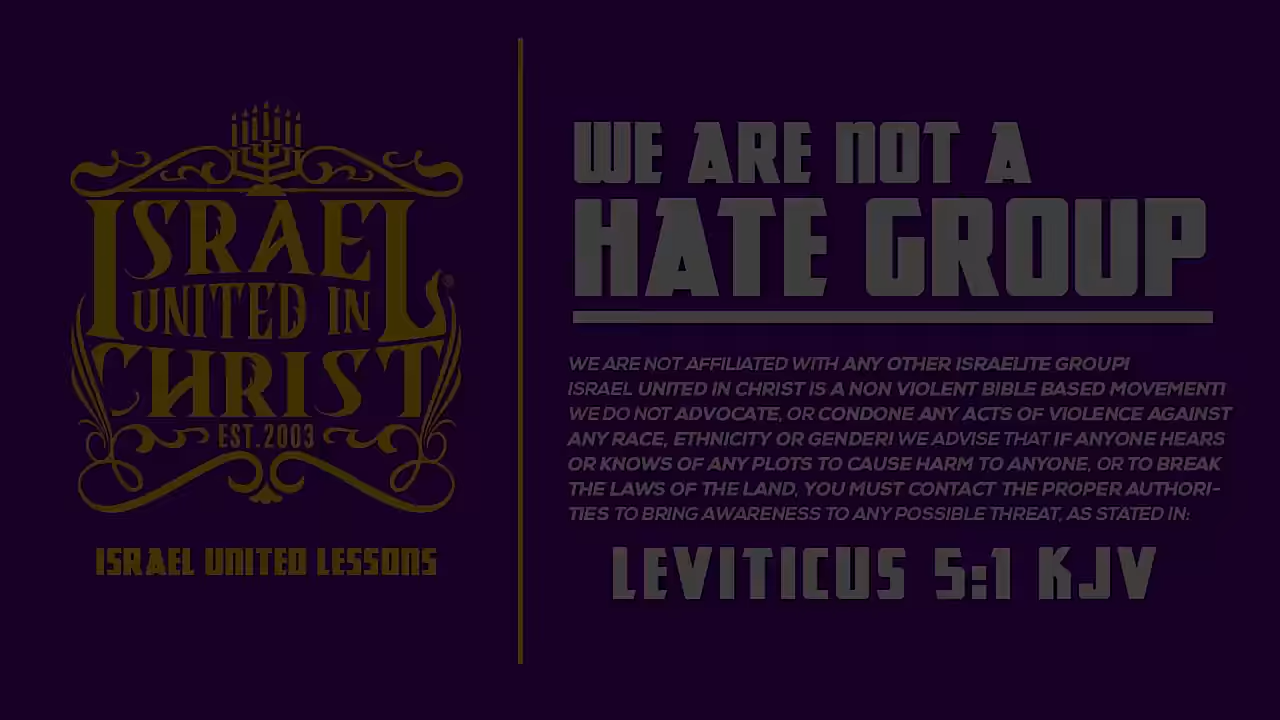 ISRAEL
UNITED IN
CHRIST
EST.2003
ISRAEL UNITED LESSONS
WE ARE NOT A
HATE GROUP
WE ARE NOT AFFILIATED WITH ANY OTHER ISRAELITE GROUP!
ISRAEL UNITED IN CHRIST IS A NON VIOLENT BIBLE BASED MOVEMENT!
WE DO NOT ADVOCATE, OR CONDONE ANY ACTS OF VIOLENCE AGAINST
ANY RACE, ETHNICITY OR GENDER! WE ADVISE THAT IF ANYONE HEARS
OR KNOWS OF ANY PLOTS TO CAUSE HARM TO ANYONE, OR TO BREAK
THE LAWS OF THE LAND, YOU MUST CONTACT THE PROPER AUTHORI-
TIES TO BRING AWARENESS TO ANY POSSIBLE THREAT, AS STATED IN:
LEVITICUS 5:1 KJV